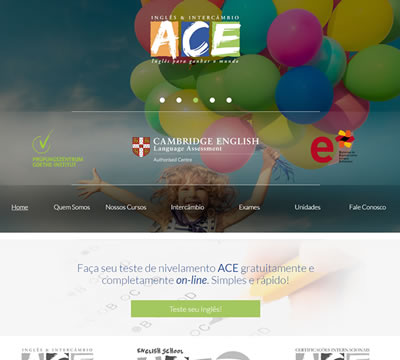 INGLÊS & INTERCÂMBIO
ACE
Inglês para ganhar o mundo
PRÜFUNGSZENTRUM
GOETHE INSTITUT
CAMBRIDGE ENGLISH
Language Assessment
Authorised Centre
e
Home Quem Somos Nossos Cursos Intercâmbio Exames Unidades Fale Conosco
Faça seu teste de nivelamento ACE gratuitamente e
completamente on-line. Simples e rápido!
Teste seu Inglês!
INGLÊS & INTERCÂMBIO
ENGLISH SCHOOL
CERTIFICAÇÕES INTERNACIONAIS